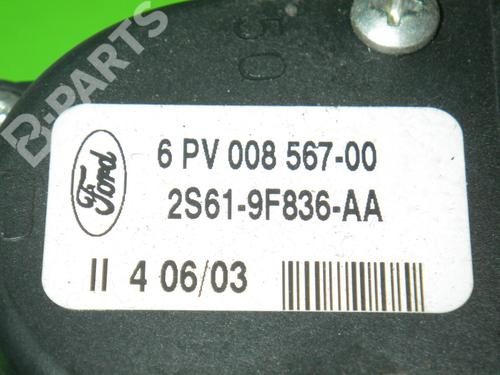 B-PARTS
Ford
6 PV 008 567-00
2S61-9F836-AA
II 4 06/03